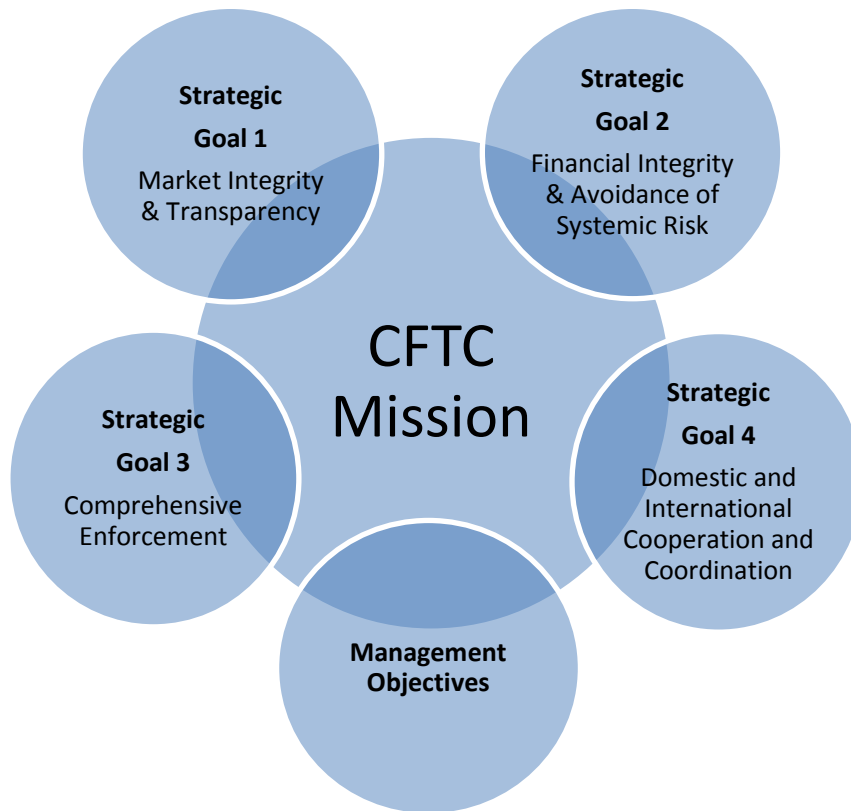 Strategic
Goal 1
Market Integrity
& Transparency
Strategic
Goal 2
Financial Integrity
& Avoidance of
Systemic Risk
CFTC
Mission
Strategic
Goal 3
Comprehensive
Enforcement
Strategic
Goal 4
Domestic and
International
Cooperation and
Coordination
Management
Objectives